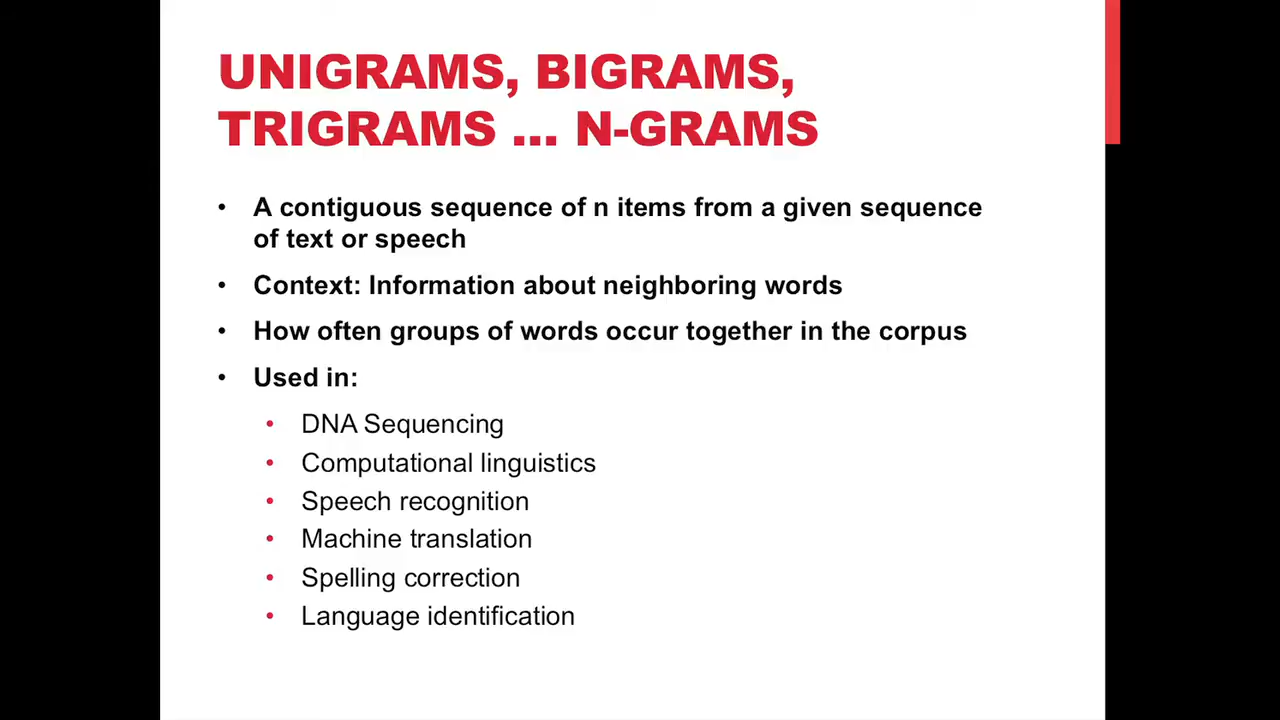 UNIGRAMS, BIGRAMS,
TRIGRAMS ... N-GRAMS
• A contiguous sequence of n items from a given sequence
of text or speech
• Context: Information about neighboring words
• How often groups of words occur together in the corpus
• Used in:
• DNA Sequencing
• Computational linguistics
• Speech recognition
• Machine translation
• Spelling correction
• Language identification